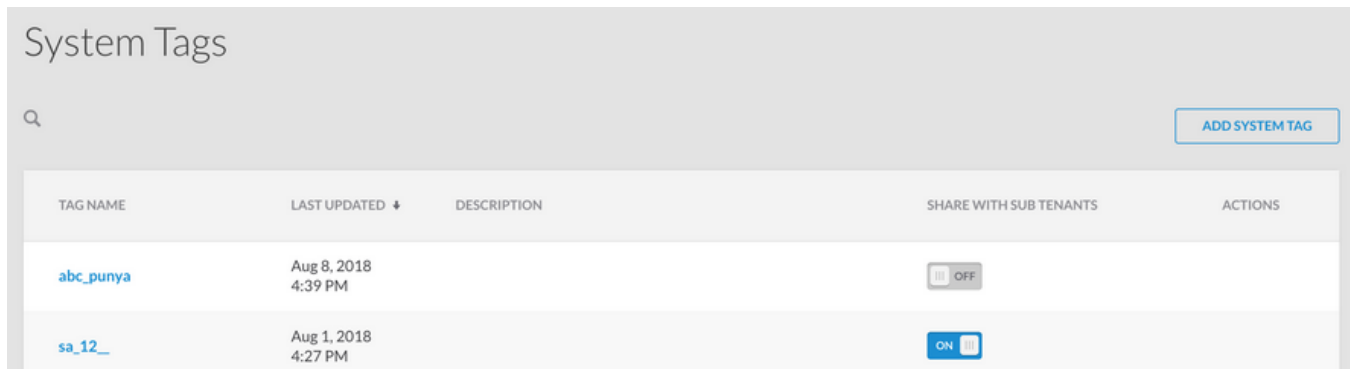 System Tags
ADD SYSTEM TAG
TAG NAME LAST UPDATED DESCRIPTION SHARE WITH SUB TENANTS ACTIONS
abc_punya Aug 8, 2018 4:39 PM OFF
sa_12__ Aug 1, 2018 4:27 PM ON